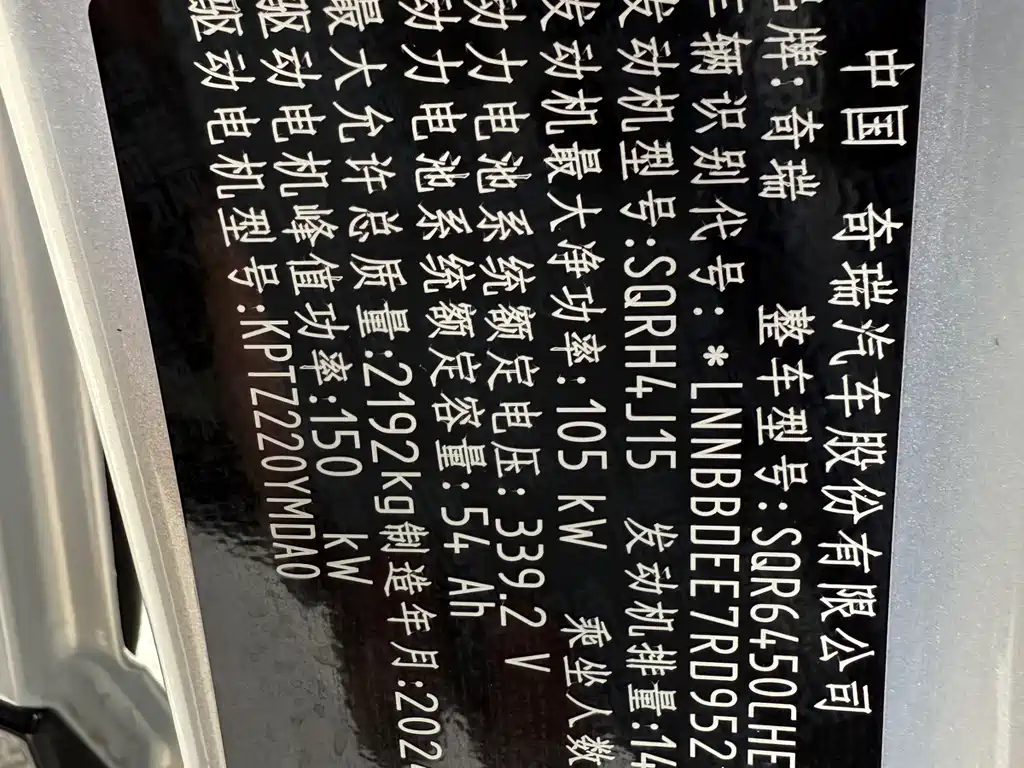 中国 奇瑞汽车股份有限公司
品牌:奇瑞 整车型号:SQR6450CHE
车辆识别代号: *LNNBBDEE7RD952
发动机型号:SQRH4J15 发动机排量:14
发动机最大净功率:105 kW 乘坐人数
动力电池系统额定电压:339.2 V
动力电池系统额定容量:54 Ah
最大允许总质量:2192kg 制造年月:2024
驱动电机峰值功率:150 kW
驱动电机型号:KPTZ220YMDA0